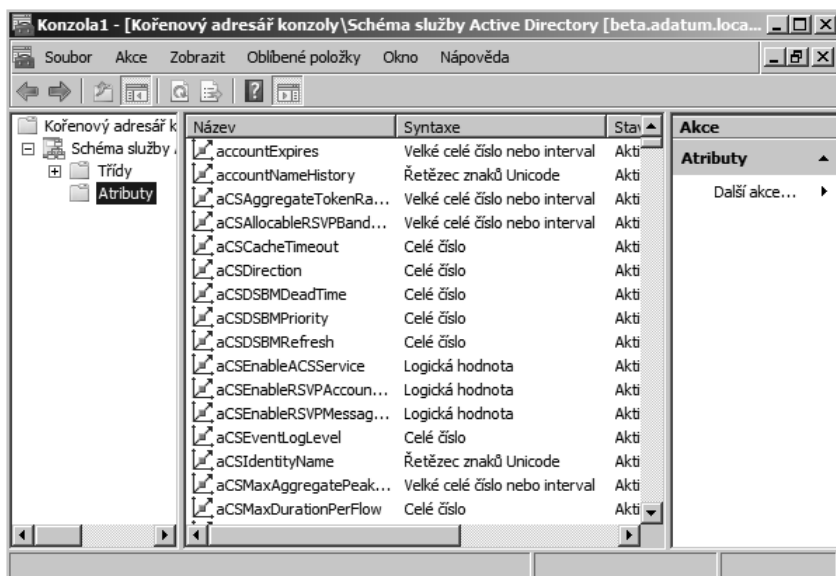 Konzola1 - [Kořenový adresář konzoly\Schéma služby Active Directory [beta.adatum.loca...
Soubor Akce Zobrazit Oblíbené položky Okno Nápověda
Kořenový adresář k
Schéma služby
Třídy
Atributy
Název Syntaxe Stav
accountExpires Velké celé číslo nebo interval Akti
accountNameHistory Řetězec znaků Unicode Akti
aCSAggregateTokenRa... Velké celé číslo nebo interval Akti
aCSAllocableRSVPBand... Velké celé číslo nebo interval Akti
aCSCacheTimeout Celé číslo Akti
aCSDirection Celé číslo Akti
aCSDSBMDeadTime Celé číslo Akti
aCSDSBMPriority Celé číslo Akti
aCSDSBMRefresh Celé číslo Akti
aCSEnableACSService Logická hodnota Akti
aCSEnableRSVPAccoun... Logická hodnota Akti
aCSEnableRSVPMessag... Logická hodnota Akti
aCSEventLogLevel Celé číslo Akti
aCSIdentityName Řetězec znaků Unicode Akti
aCSMaxAggregatePeak... Velké celé číslo nebo interval Akti
aCSMaxDurationPerFlow Celé číslo Akti
Akce
Atributy
Další akce...